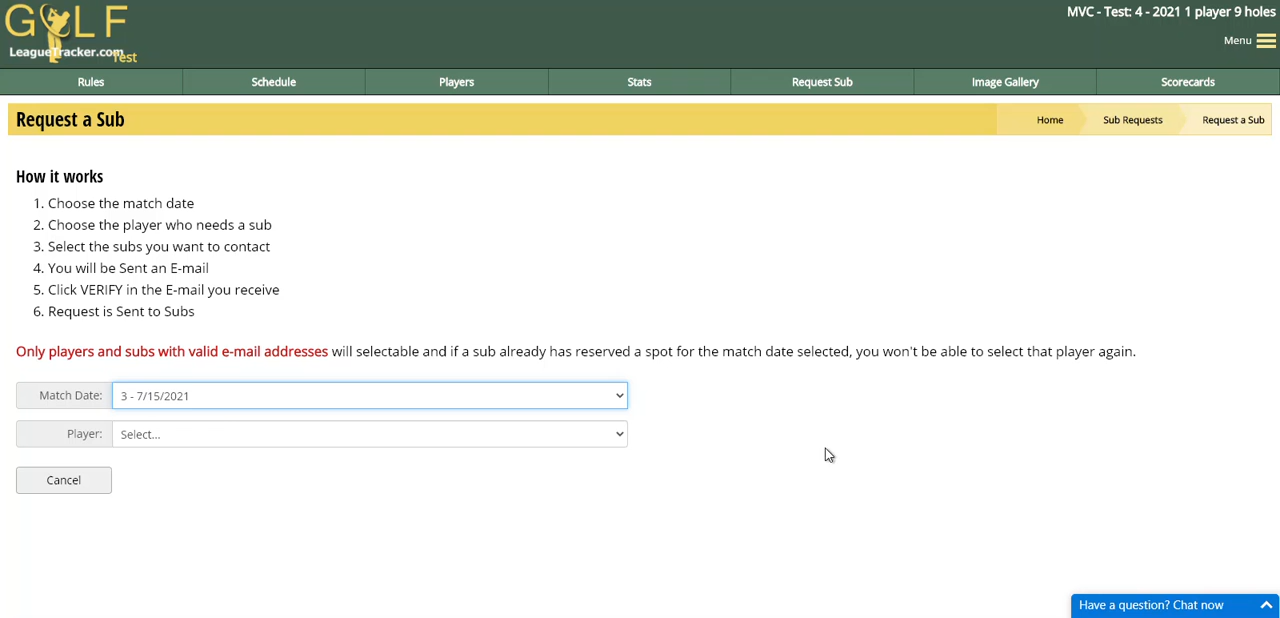 GOLF
LeagueTracker.com
Test
MVC - Test: 4 - 2021 1 player 9 holes
Menu
Rules
Schedule
Players
Stats
Request Sub
Image Gallery
Scorecards
Request a Sub
Home
Sub Requests
Request a Sub
How it works
1. Choose the match date
2. Choose the player who needs a sub
3. Select the subs you want to contact
4. You will be Sent an E-mail
5. Click VERIFY in the E-mail you receive
6. Request is Sent to Subs
Only players and subs with valid e-mail addresses will selectable and if a sub already has reserved a spot for the match date selected, you won't be able to select that player again.
Match Date: 3 - 7/15/2021
Player: Select...
Cancel
Have a question? Chat now